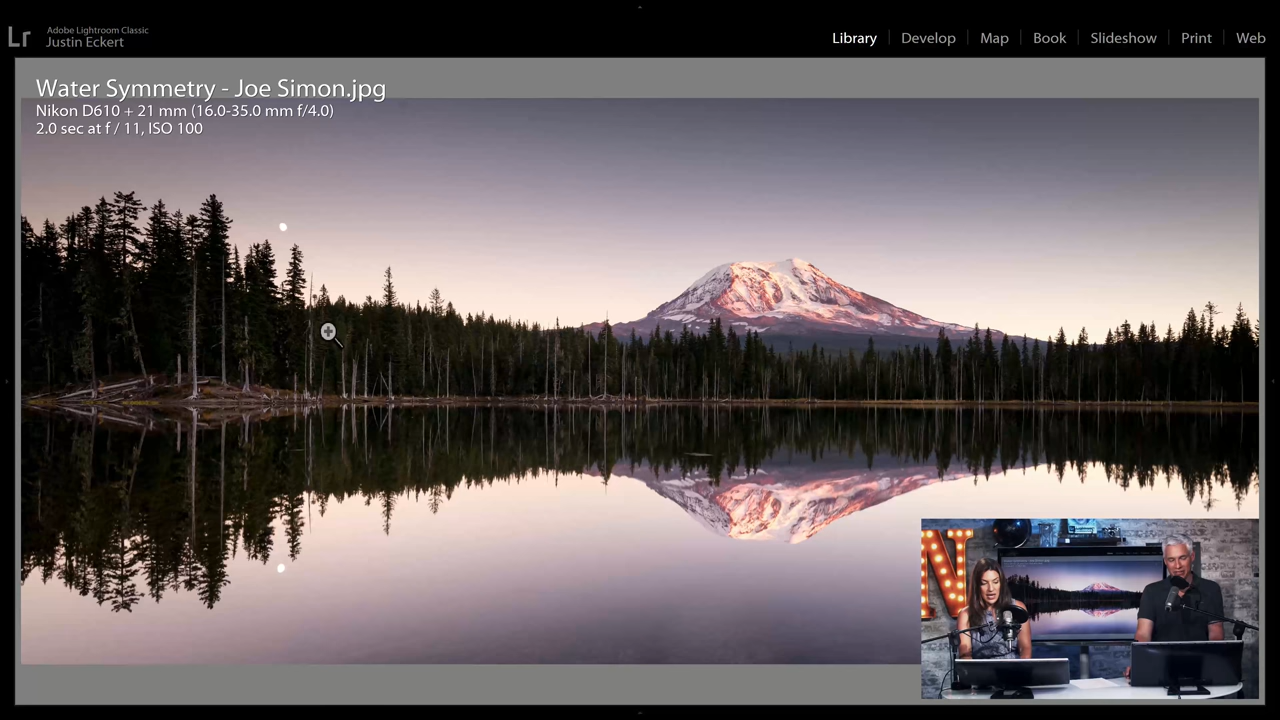 Lr
Adobe Lightroom Classic
Justin Eckert
Library Develop Map Book Slideshow Print Web
Water Symmetry - Joe Simon.jpg
Nikon D610 + 21 mm (16.0-35.0 mm f/4.0)
2.0 sec at f / 11, ISO 100
N